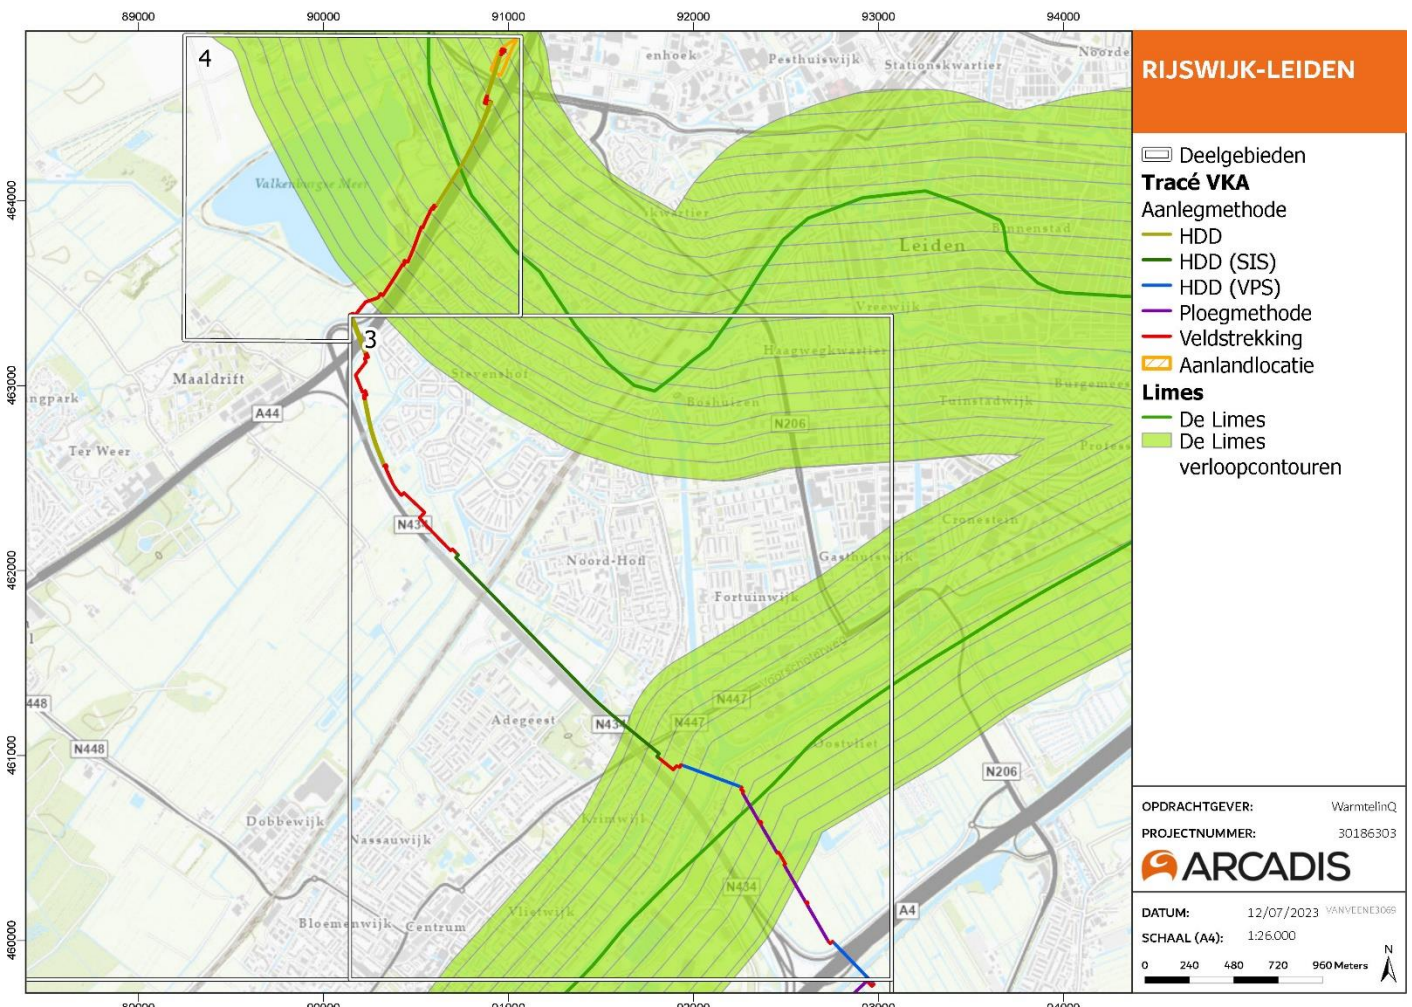 89000 90000 91000 92000 93000 94000
464000
463000
462000
461000
460000
4
enhoek
Pesthuiswijk
Stationskwartier
Noorde
Valkenburgse Meer
Leiden
Binnenstad
Vreewijk
3
Haagwegkwartier
Stevenshof
Maaldrift
A44
Boshuizen
Tuinstadwijk
Burgemees
N206
Ter Weer
Profess
N434
Cronestein
Noord-Hofl
Gasthuiswijk
Fortuinwijk
Voorschoterweg
448
N447
Adegeest
N434
N447
N448
Oostvliet
N206
Dobbewijk
Krimwijk
Nassauwijk
N434
A4
Vlietwijk
Bloemenwijk
Centrum
RIJSWIJK-LEIDEN
Deelgebieden
Tracé VKA
Aanlegmethode
HDD
HDD (SIS)
HDD (VPS)
Ploegmethode
Veldstrekking
Aanlandlocatie
Limes
De Limes
De Limes
verloopcontouren
OPDRACHTGEVER: WarmtelinQ
PROJECTNUMMER: 30186303
ARCADIS
DATUM: 12/07/2023 VANVEENE3069
SCHAAL (A4): 1:26.000
0 240 480 720 960 Meters
N